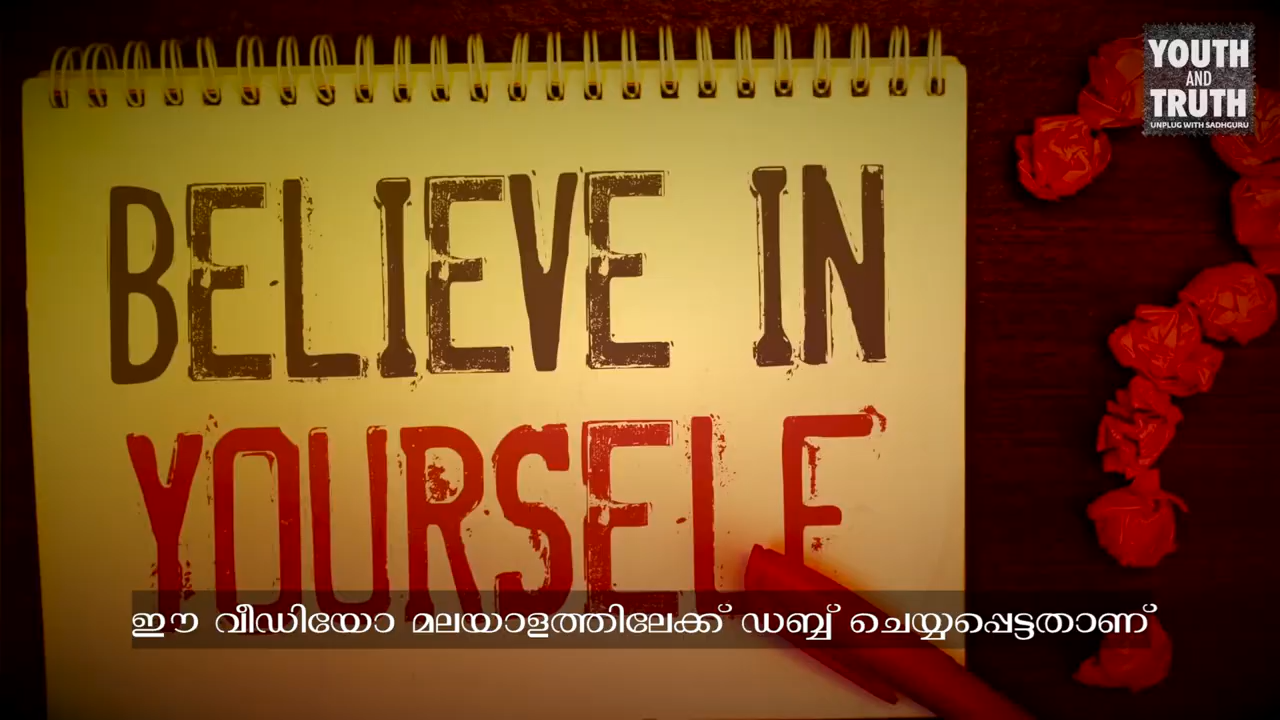 YOUTH
AND
TRUTH
UNPLUG WITH SADHGURU
BELIEVE IN
YOURSELF
ഈ വീഡിയോ മലയാളത്തിലേക്ക് ഡബ്ബ് ചെയ്യപ്പെട്ടതാണ്